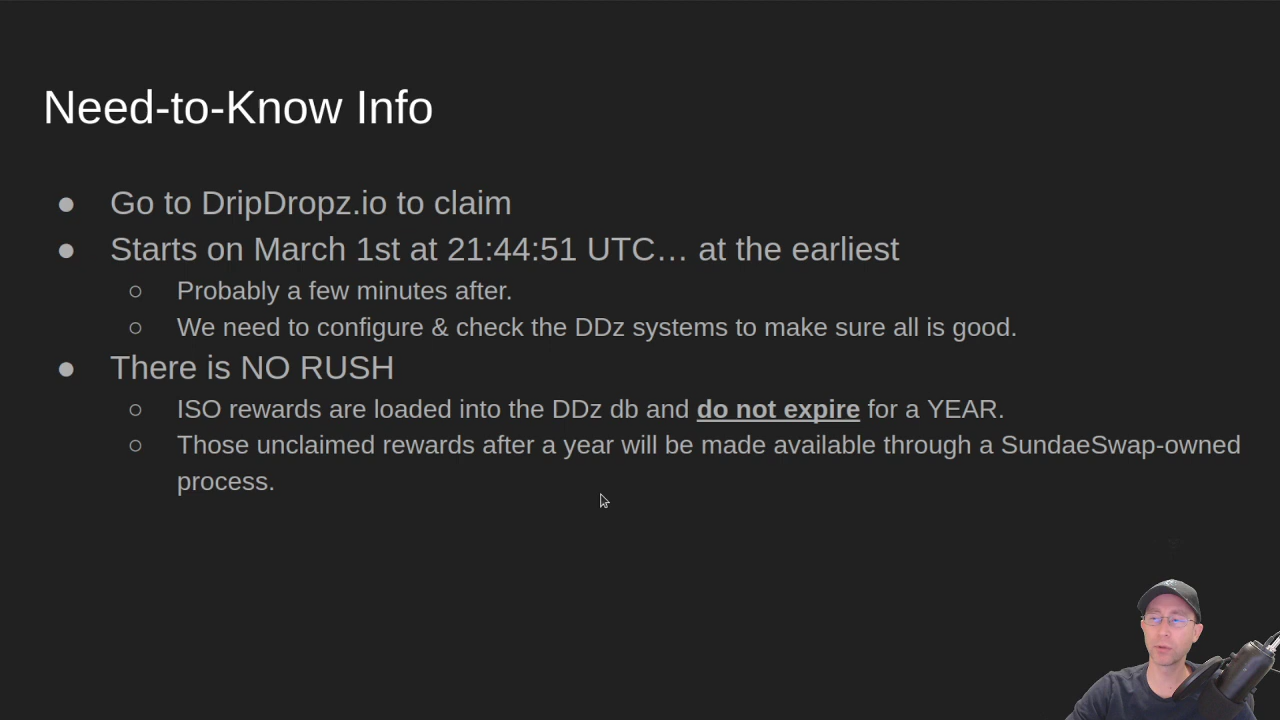 Need-to-Know Info
● Go to DripDropz.io to claim
● Starts on March 1st at 21:44:51 UTC… at the earliest
○ Probably a few minutes after.
○ We need to configure & check the DDz systems to make sure all is good.
● There is NO RUSH
○ ISO rewards are loaded into the DDz db and do not expire for a YEAR.
○ Those unclaimed rewards after a year will be made available through a SundaeSwap-owned
process.